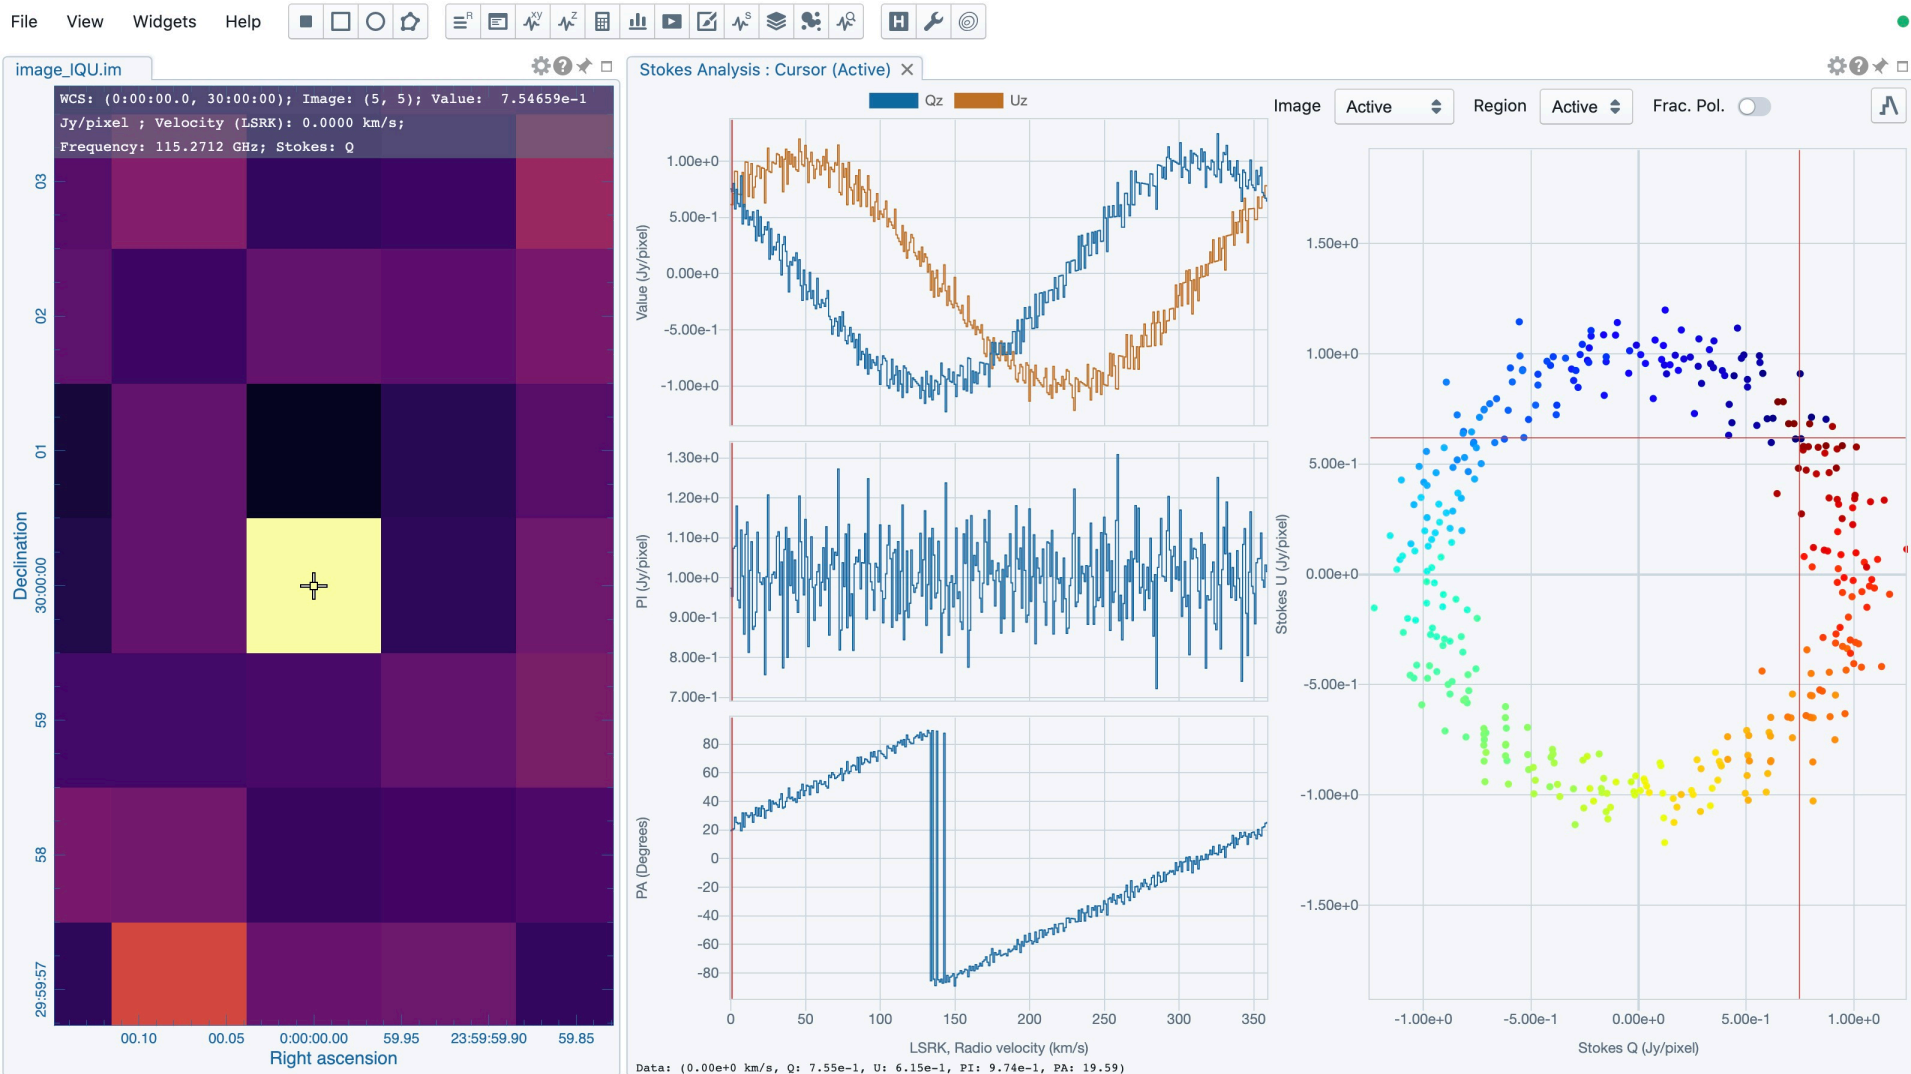 File View Widgets Help
R XY Z S H
image_IQU.im
WCS: (0:00:00.0, 30:00:00); Image: (5, 5); Value: 7.54659e-1
Jy/pixel ; Velocity (LSRK): 0.0000 km/s;
Frequency: 115.2712 GHz; Stokes: Q
03
02
01
30:00:00
59
58
29:59:57
Declination
00.10 00.05 0:00:00.00 59.95 23:59:59.90 59.85
Right ascension
Stokes Analysis : Cursor (Active)
Qz Uz
Image Active Region Active Frac. Pol.
1.00e+0
5.00e-1
0.00e+0
-5.00e-1
-1.00e+0
Value (Jy/pixel)
1.30e+0
1.20e+0
1.10e+0
1.00e+0
9.00e-1
8.00e-1
7.00e-1
PI (Jy/pixel)
80
60
40
20
0
-20
-40
-60
-80
PA (Degrees)
0 50 100 150 200 250 300 350
LSRK, Radio velocity (km/s)
1.50e+0
1.00e+0
5.00e-1
0.00e+0
-5.00e-1
-1.00e+0
-1.50e+0
Stokes U (Jy/pixel)
-1.00e+0 -5.00e-1 0.00e+0 5.00e-1 1.00e+0
Stokes Q (Jy/pixel)
Data: (0.00e+0 km/s, Q: 7.55e-1, U: 6.15e-1, PI: 9.74e-1, PA: 19.59)